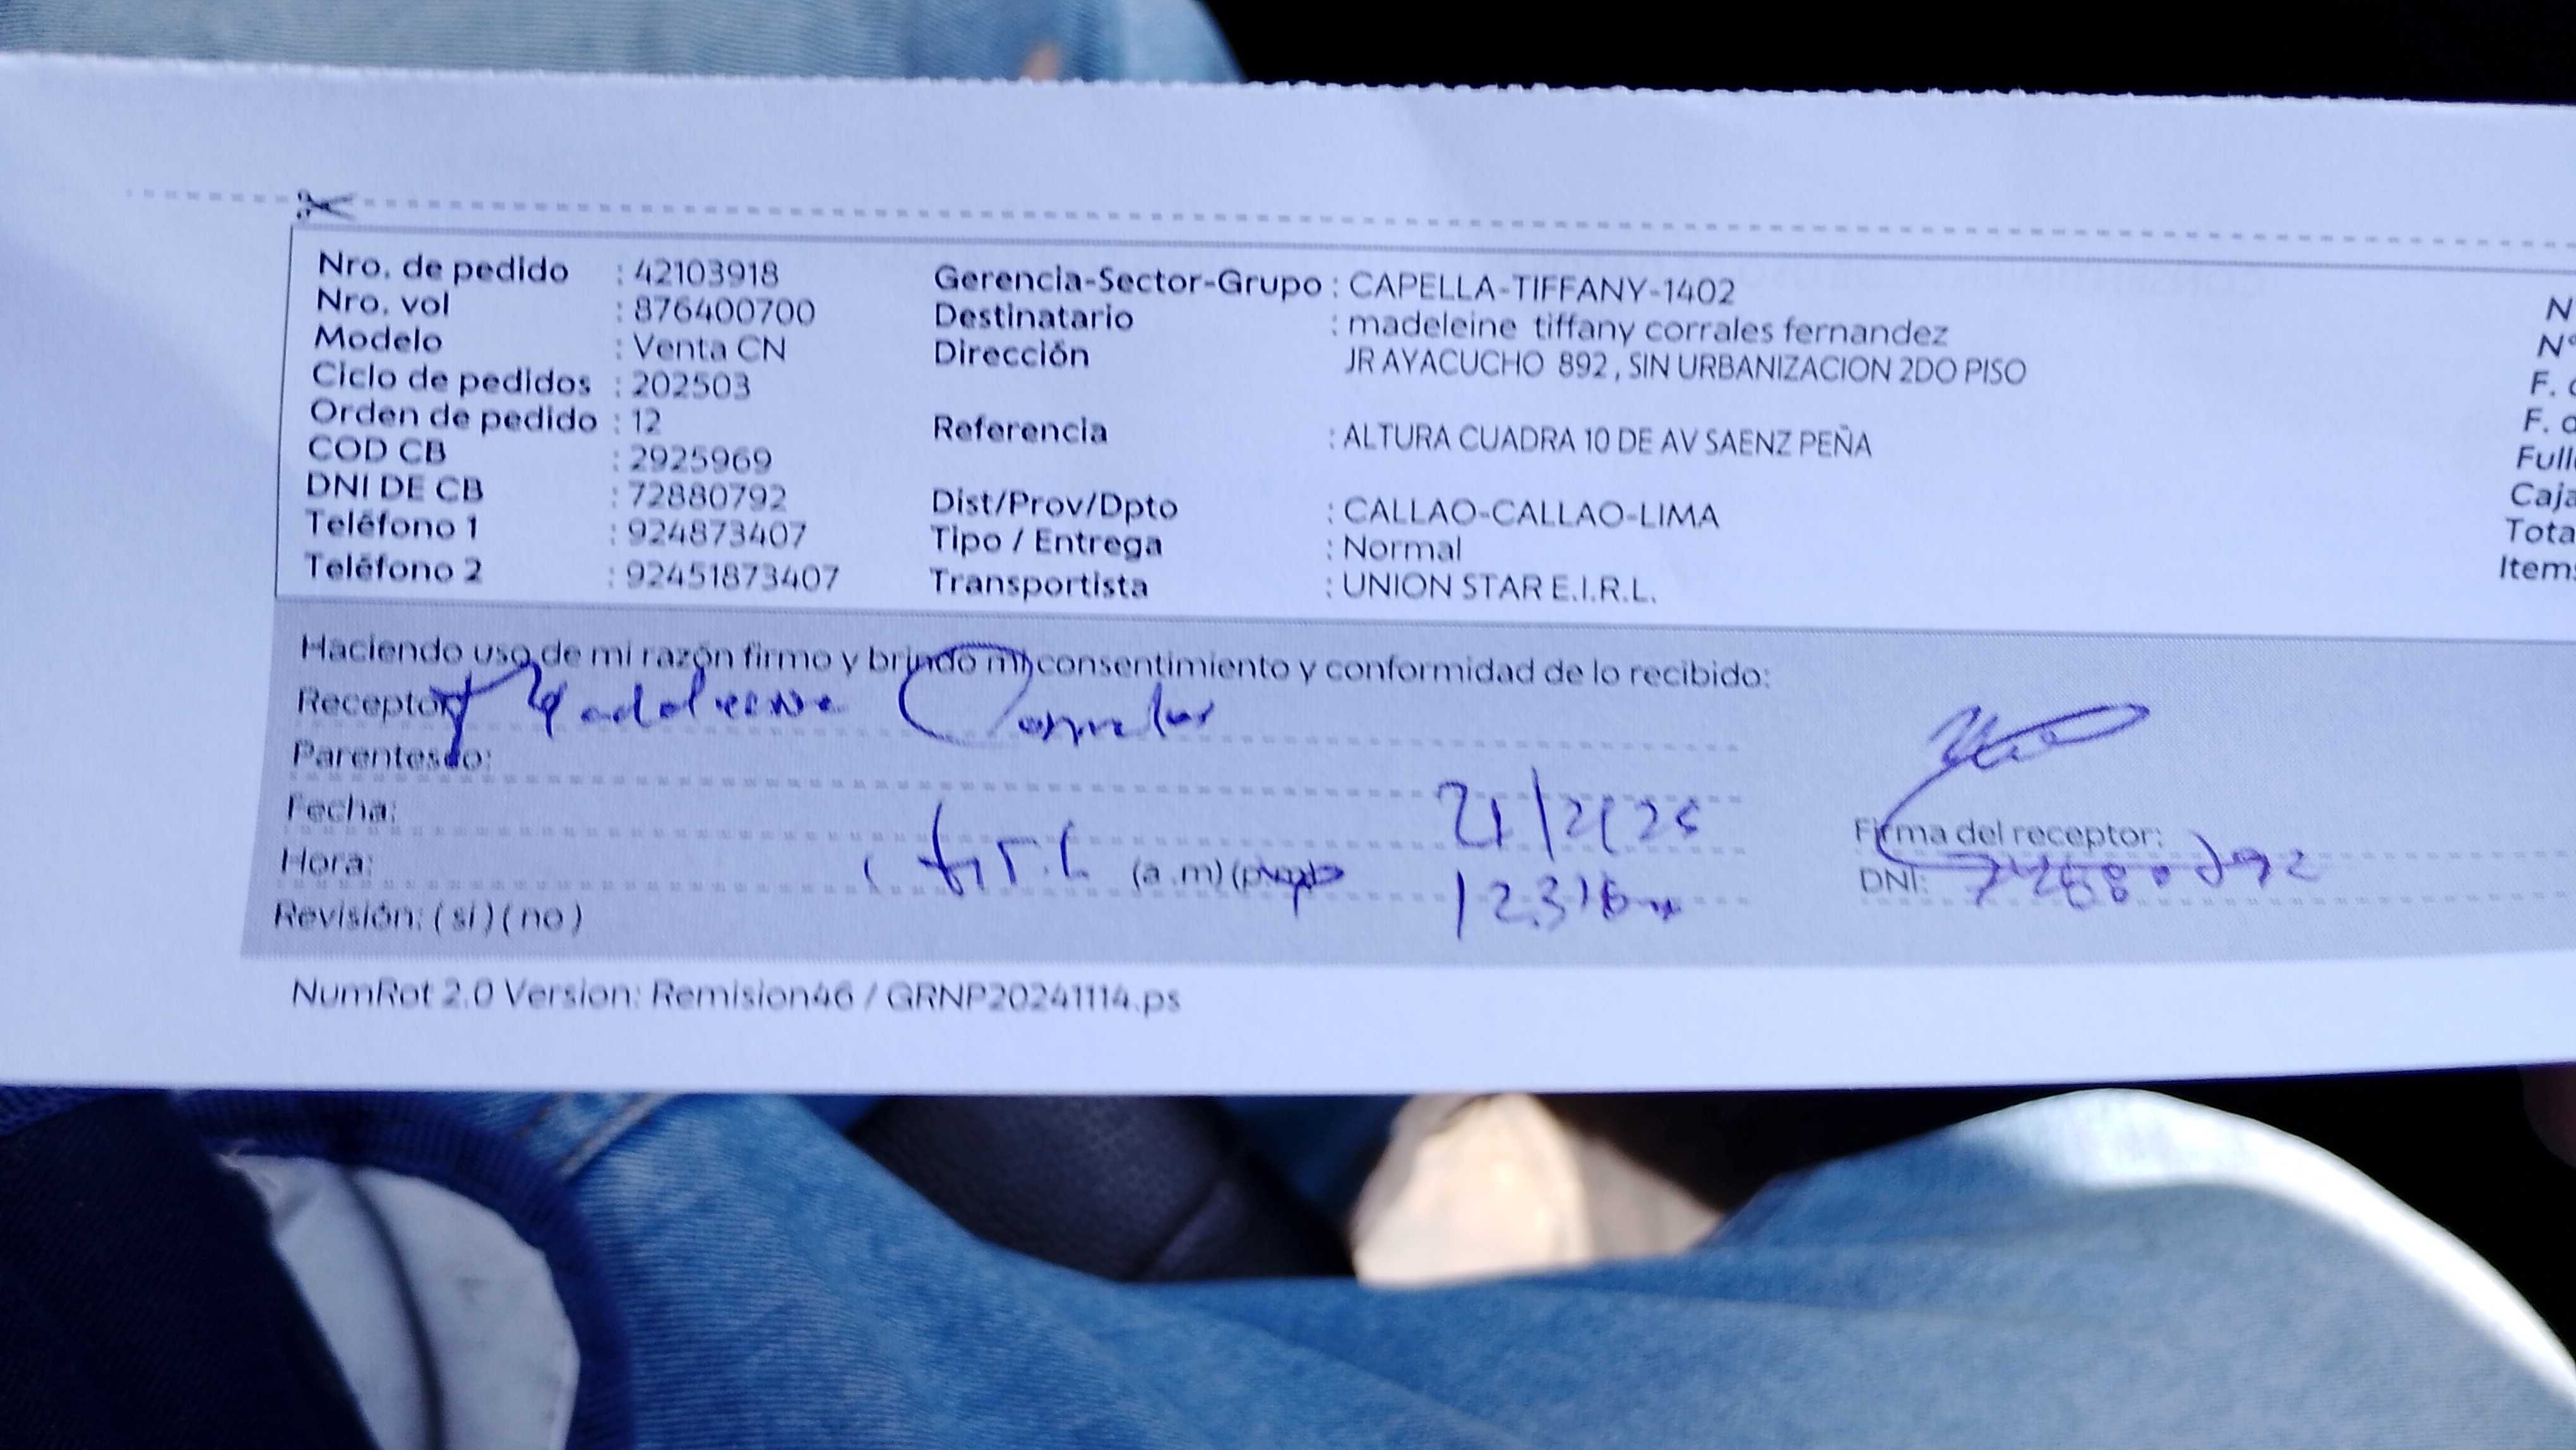 Nro. de pedido : 42103918
Nro. vol : 876400700
Modelo : Venta CN
Ciclo de pedidos : 202503
Orden de pedido : 12
COD CB : 2925969
DNI DE CB : 72880792
Teléfono 1 : 924873407
Teléfono 2 : 92451873407
Gerencia-Sector-Grupo : CAPELLA-TIFFANY-1402
Destinatario : madeleine tiffany corrales fernandez
Dirección JR AYACUCHO 892 , SIN URBANIZACION 2DO PISO
Referencia : ALTURA CUADRA 10 DE AV SAENZ PEÑA
Dist/Prov/Dpto : CALLAO-CALLAO-LIMA
Tipo / Entrega : Normal
Transportista : UNION STAR E.I.R.L.
N
N°
F.
F. d
Full
Caja
Tota
Items
Haciendo uso de mi razón firmo y brindo mi consentimiento y conformidad de lo recibido:
Receptor
Parentesco:
Fecha:
Hora: (a.m)
Revisión: ( si ) ( no )
Firma del receptor:
DNI:
NumRot 2.0 Version: Remision46 / GRNP20241114.ps